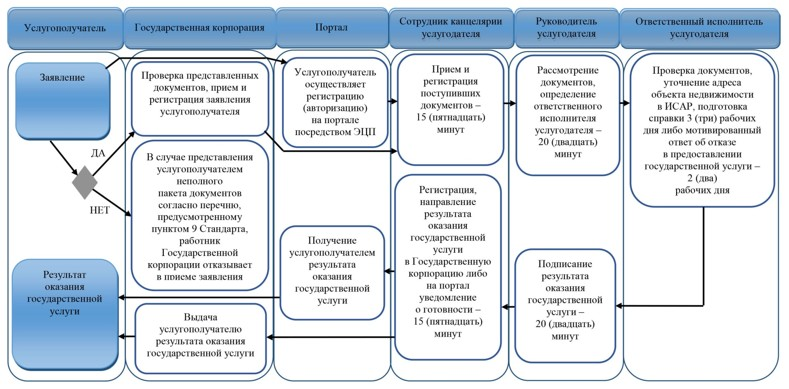 Услугополучатель
Государственная корпорация
Портал
Сотрудник канцелярии
услугодателя
Руководитель
услугодателя
Ответственный исполнитель
услугодателя
Заявление
ДА
НЕТ
Результат
оказания
государственной
услуги
Проверка представленных
документов, прием и
регистрация заявления
услугополучателя
В случае представления
услугополучателем
неполного
пакета документов
согласно перечню,
предусмотренному
пунктом 9 Стандарта,
работник
Государственной
корпорации отказывает
в приеме заявления
Выдача
услугополучателю
результата оказания
государственной услуги
Услугополучатель
осуществляет
регистрацию
(авторизацию)
на портале
посредством ЭЦП
Получение
услугополучателем
результата
оказания
государственной
услуги
Прием и
регистрация
поступивших
документов –
15 (пятнадцать)
минут
Регистрация,
направление
результата
оказания
государственной
услуги
в Государственную
корпорацию либо
на портал
уведомление
о готовности –
15 (пятнадцать)
минут
Рассмотрение
документов,
определение
ответственного
исполнителя
услугодателя –
20 (двадцать)
минут
Подписание
результата
оказания
государственной
услуги –
20 (двадцать)
минут
Проверка документов,
уточнение адреса
объекта недвижимости
в ИСАР, подготовка
справки 3 (три) рабочих
дня либо мотивированный
ответ об отказе
в предоставлении
государственной услуги –
2 (два)
рабочих дня